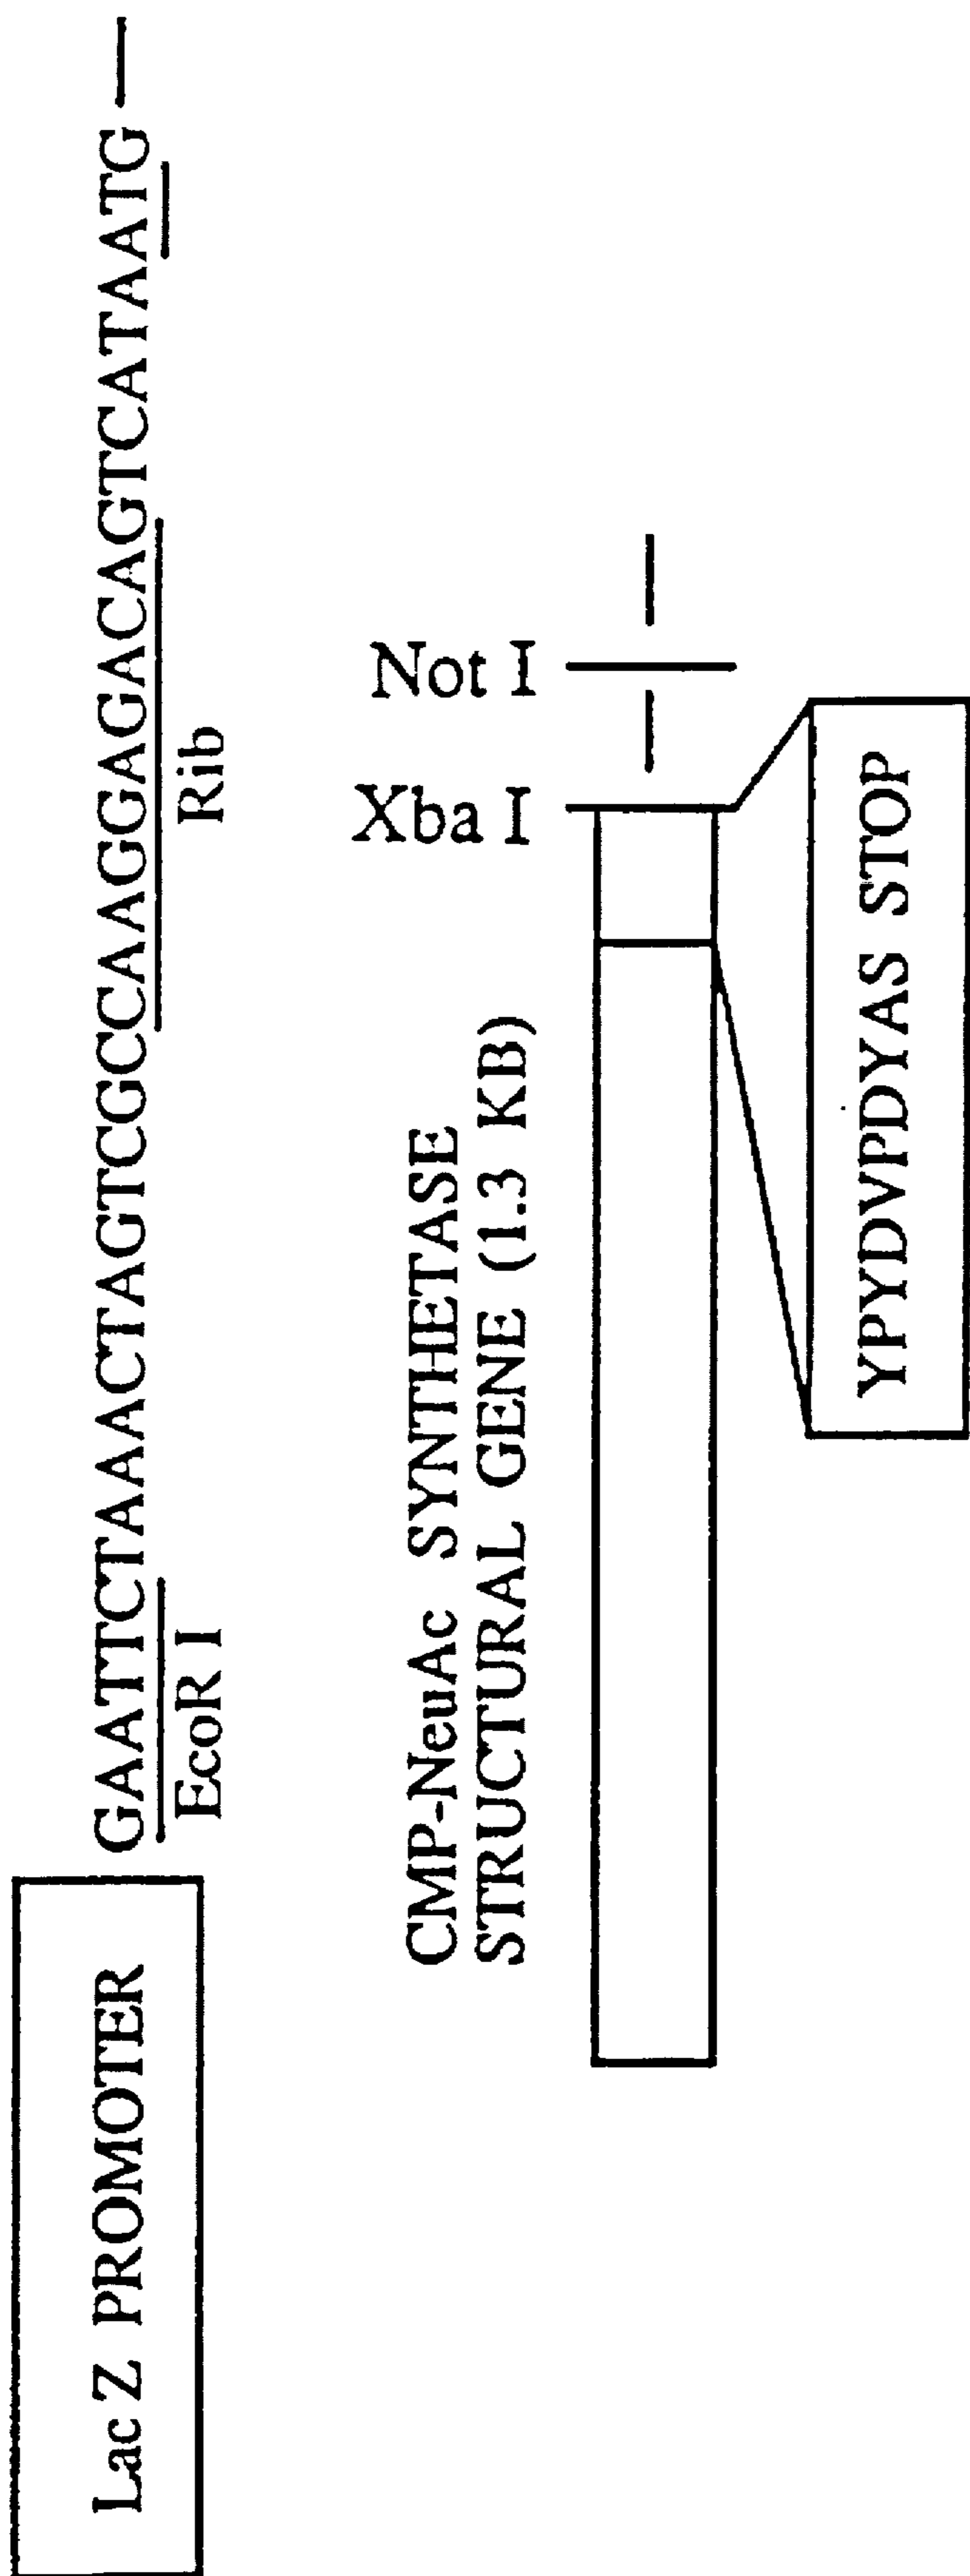 Lac Z PROMOTER
GAATTCTAAACTAGTCGCCAAGGAGACAGTCATAATG
EcoR I
Rib
CMP-NeuAc SYNTHETASE
STRUCTURAL GENE (1.3 KB)
Xba I
Not I
YPYDVPDYAS STOP